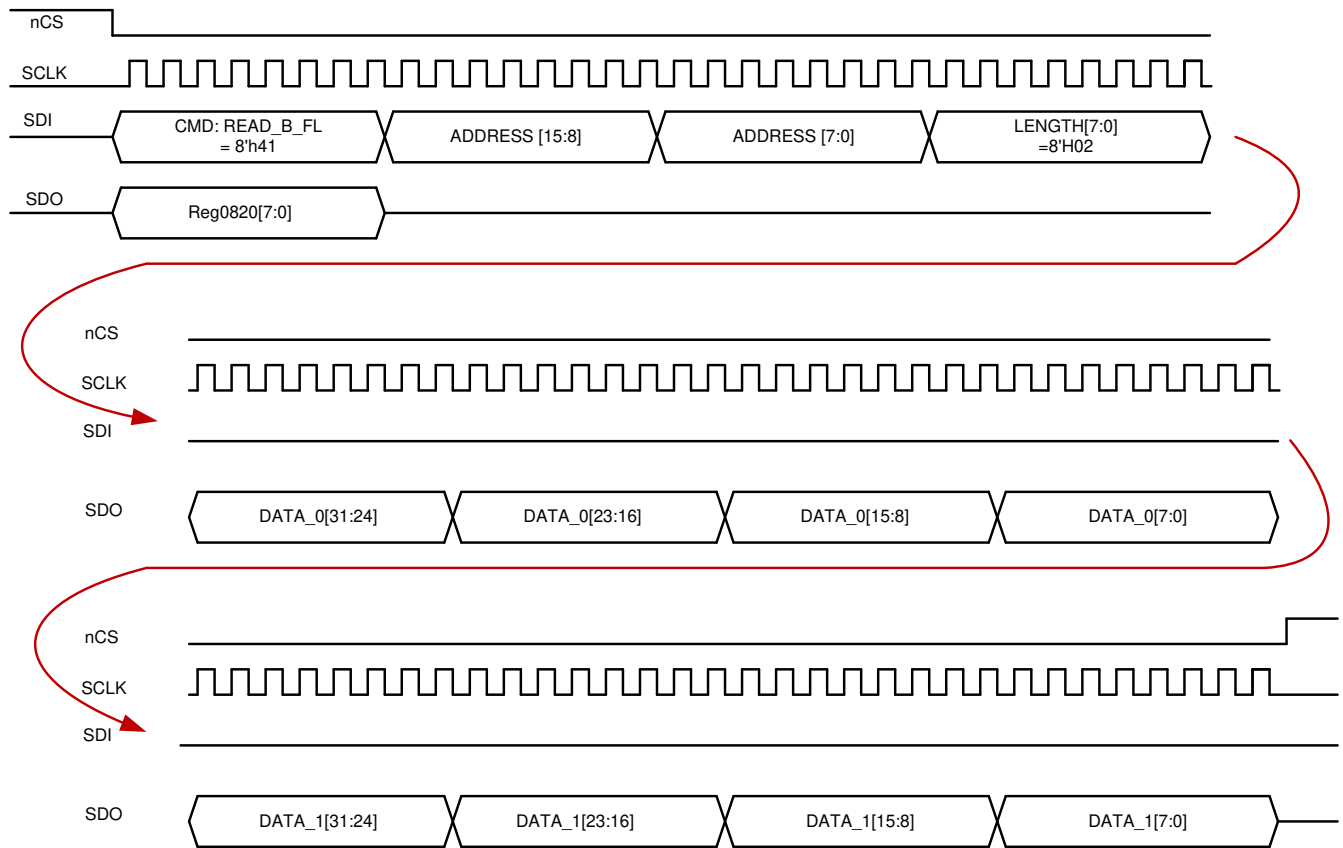 nCS
SCLK
SDI
CMD: READ_B_FL
= 8'h41
ADDRESS [15:8]
ADDRESS [7:0]
LENGTH[7:0]
=8'H02
SDO
Reg0820[7:0]
nCS
SCLK
SDI
SDO
DATA_0[31:24]
DATA_0[23:16]
DATA_0[15:8]
DATA_0[7:0]
nCS
SCLK
SDI
SDO
DATA_1[31:24]
DATA_1[23:16]
DATA_1[15:8]
DATA_1[7:0]